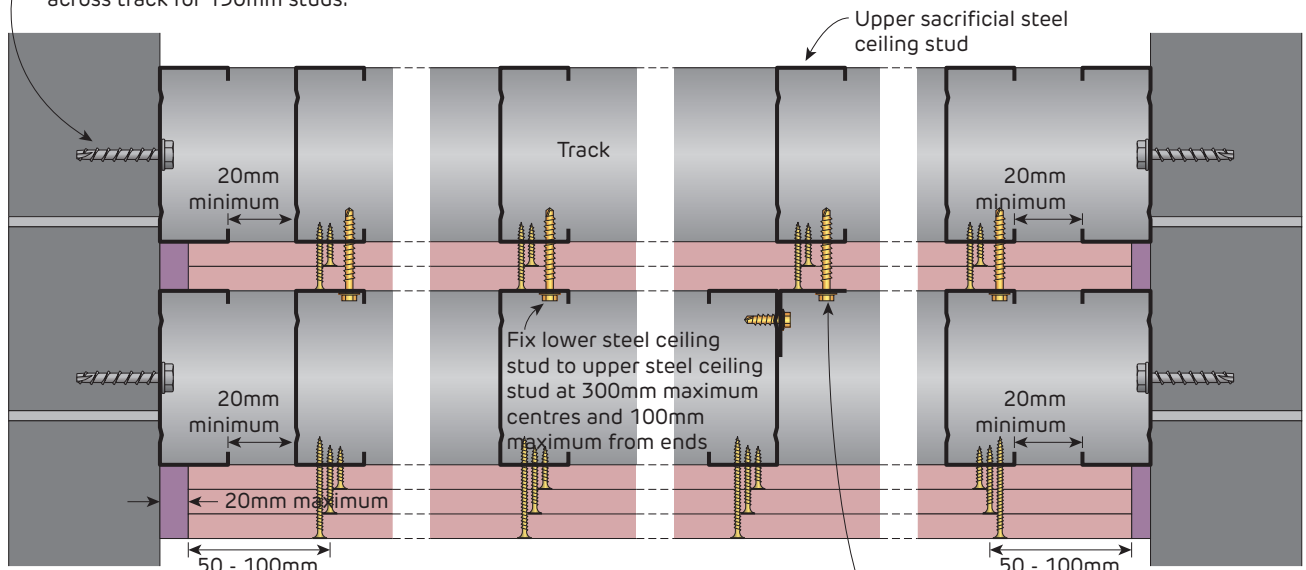 across track for 150mm studs.
Upper sacrificial steel
ceiling stud
Track
20mm
minimum
20mm
minimum
Fix lower steel ceiling
stud to upper steel ceiling
stud at 300mm maximum
centres and 100mm
maximum from ends
20mm
minimum
20mm
minimum
20mm maximum
50 - 100mm
50 - 100mm